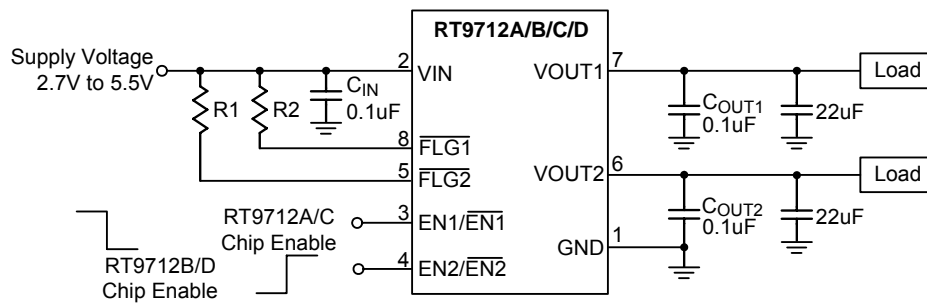 RT9712A/B/C/D
Supply Voltage
2.7V to 5.5V
2
VIN
VOUT1
7
Load
R1
R2
CIN
0.1uF
COUT1
0.1uF
22uF
8
FLG1
5
FLG2
VOUT2
6
Load
RT9712A/C
Chip Enable
3
EN1/EN1
COUT2
0.1uF
22uF
GND
1
4
EN2/EN2
RT9712B/D
Chip Enable